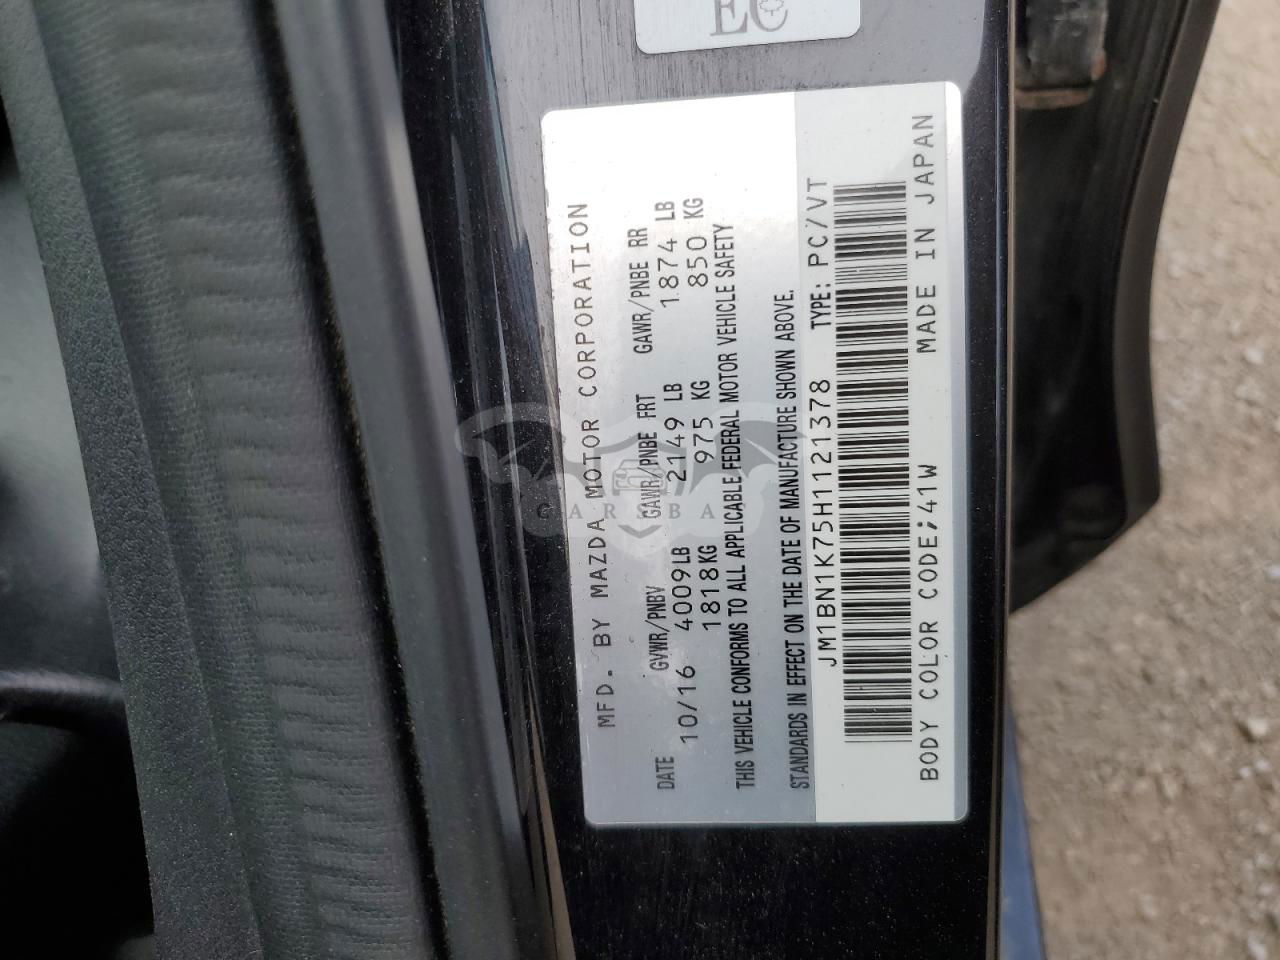 EC
MFD. BY MAZDA MOTOR CORPORATION
DATE GVWR/PNBV GAWR/PNBE FRT GAWR/PNBE RR
10/16 4009LB 2149 LB 1874 LB
1818KG 975 KG 850 KG
THIS VEHICLE CONFORMS TO ALL APPLICABLE FEDERAL MOTOR VEHICLE SAFETY
STANDARDS IN EFFECT ON THE DATE OF MANUFACTURE SHOWN ABOVE.
JM1BN1K75H1121378 TYPE: PC/VT
BODY COLOR CODE;41W MADE IN JAPAN
CARSBAT